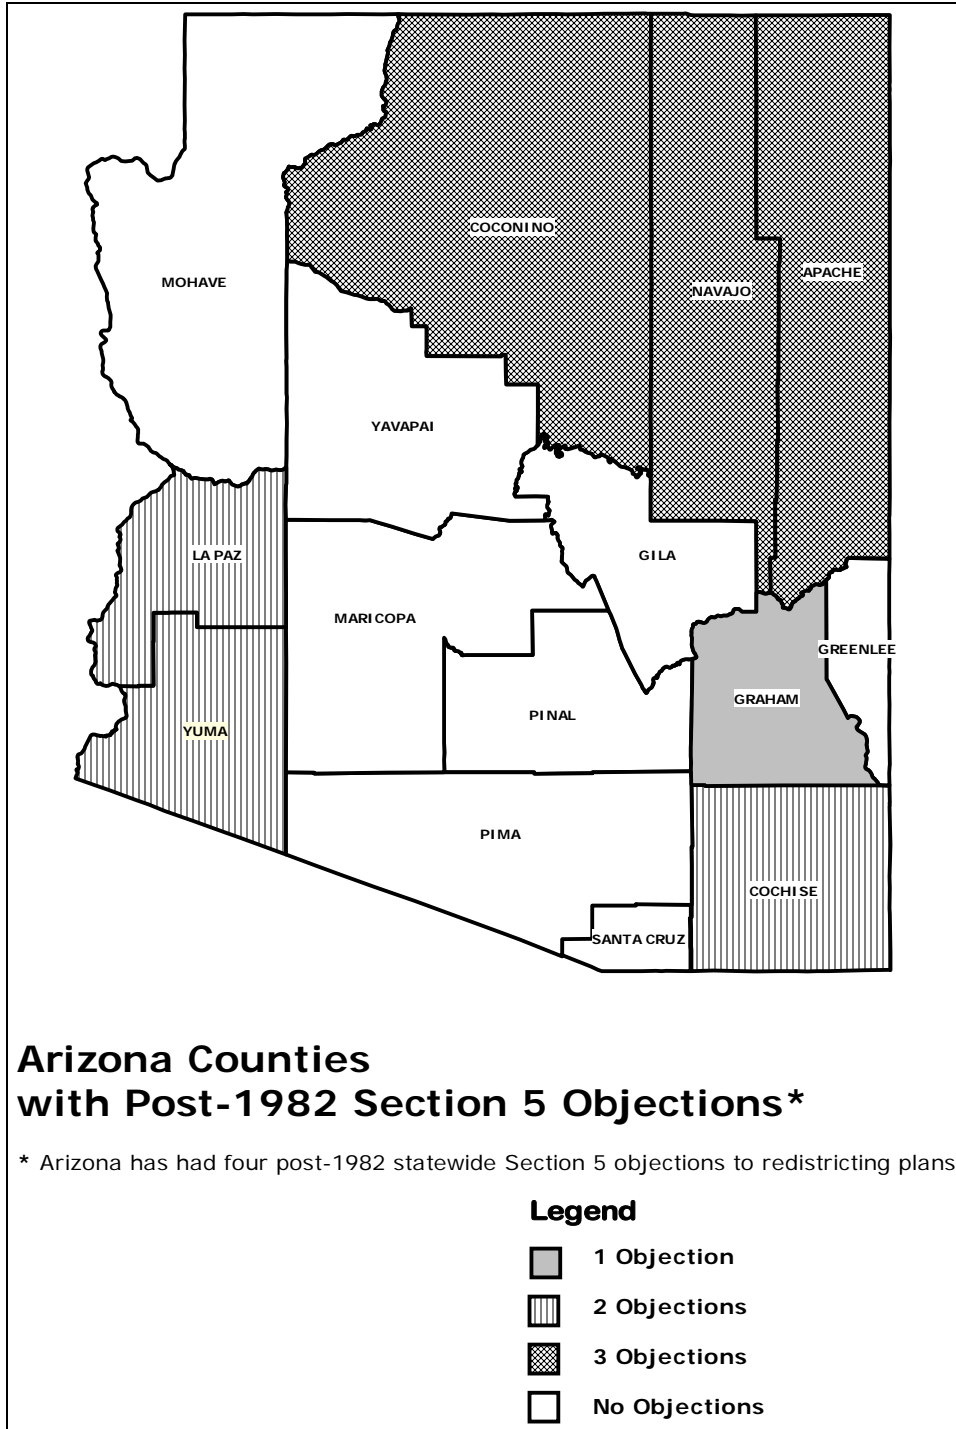 COCONINO
APACHE
MOHAVE
NAVAJO
YAVAPAI
LA PAZ
GILA
MARICOPA
GREENLEE
GRAHAM
PINAL
YUMA
PIMA
COCHISE
SANTA CRUZ
Arizona Counties
with Post-1982 Section 5 Objections*
* Arizona has had four post-1982 statewide Section 5 objections to redistricting plans
Legend
1 Objection
2 Objections
3 Objections
No Objections